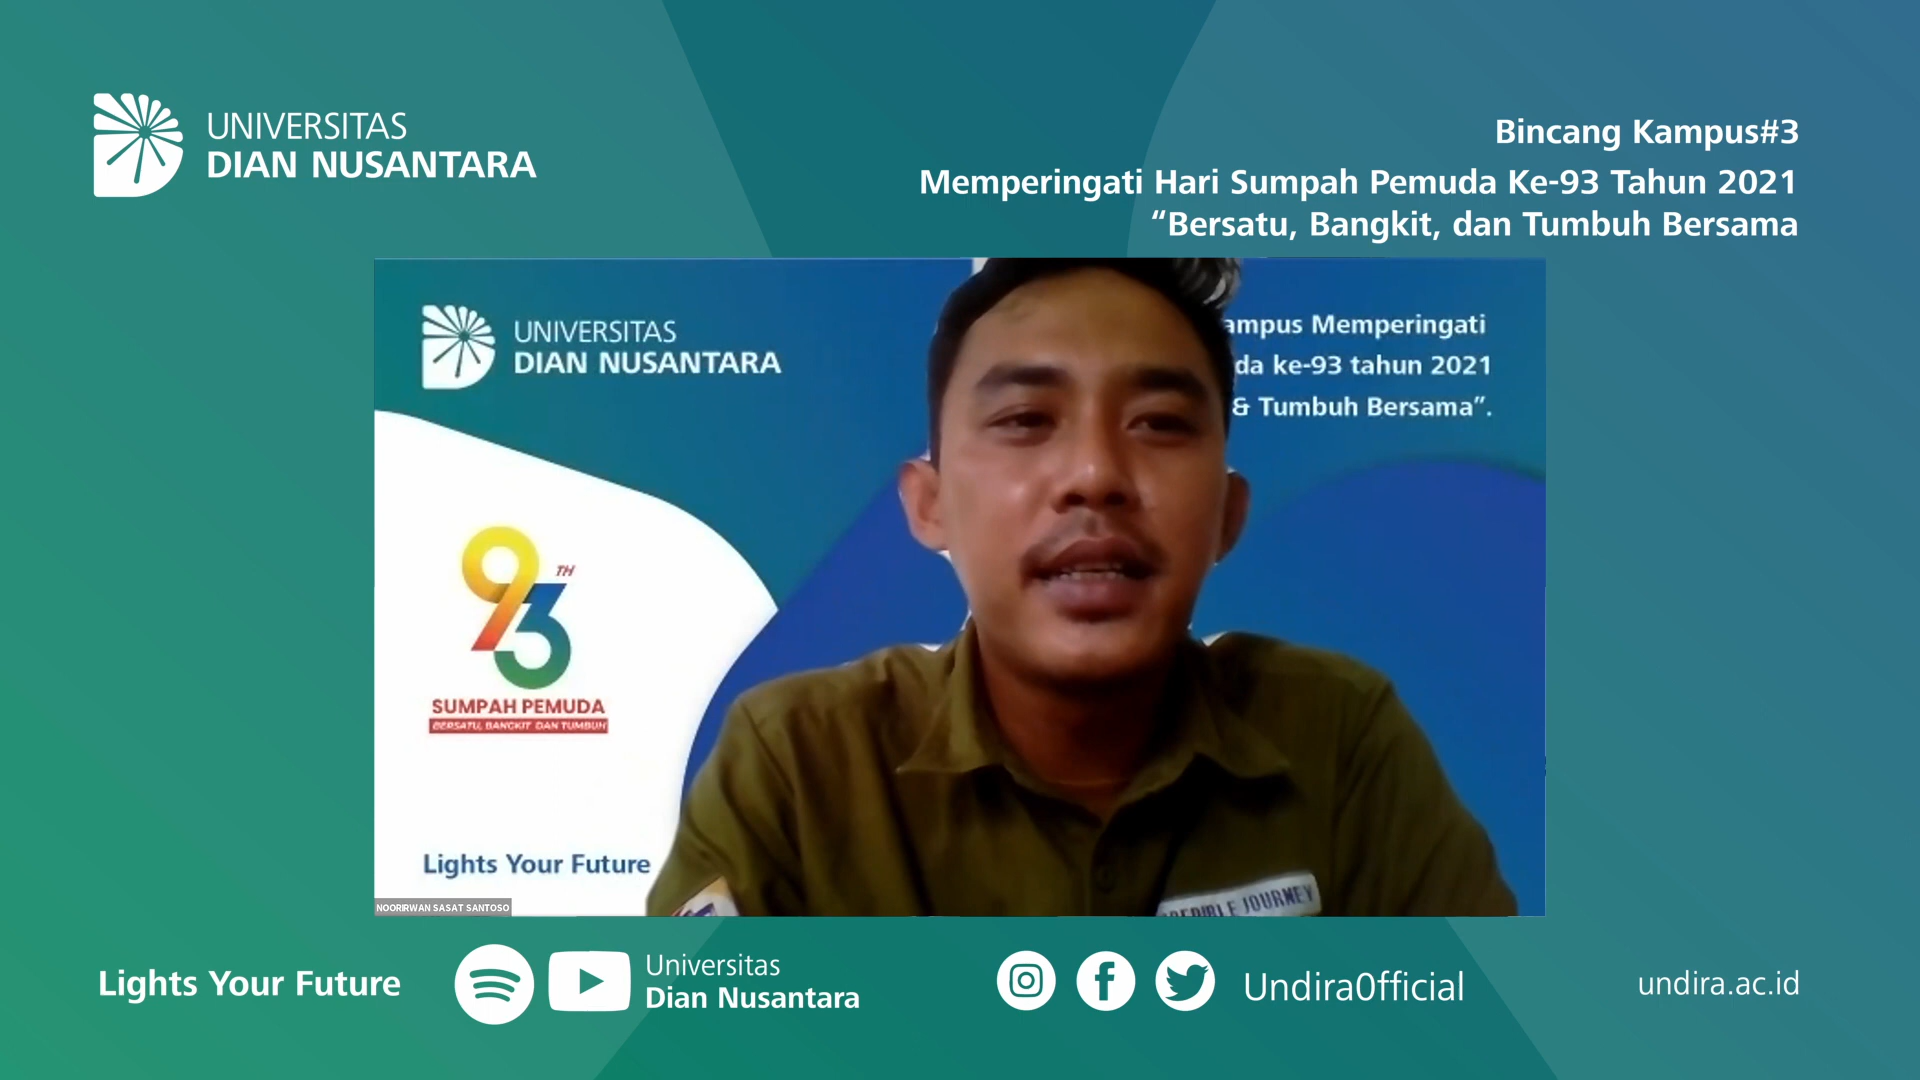 UNIVERSITAS
DIAN NUSANTARA
Bincang Kampus#3
Memperingati Hari Sumpah Pemuda Ke-93 Tahun 2021
“Bersatu, Bangkit, dan Tumbuh Bersama
UNIVERSITAS
DIAN NUSANTARA
ampus Memperingati
da ke-93 tahun 2021
& Tumbuh Bersama”.
93 TH
SUMPAH PEMUDA
BERSATU, BANGKIT DAN TUMBUH
Lights Your Future
JOURNEY
NOORIRWAN SASAT SANTOSO
Lights Your Future
Universitas
Dian Nusantara
Undira0fficial
undira.ac.id